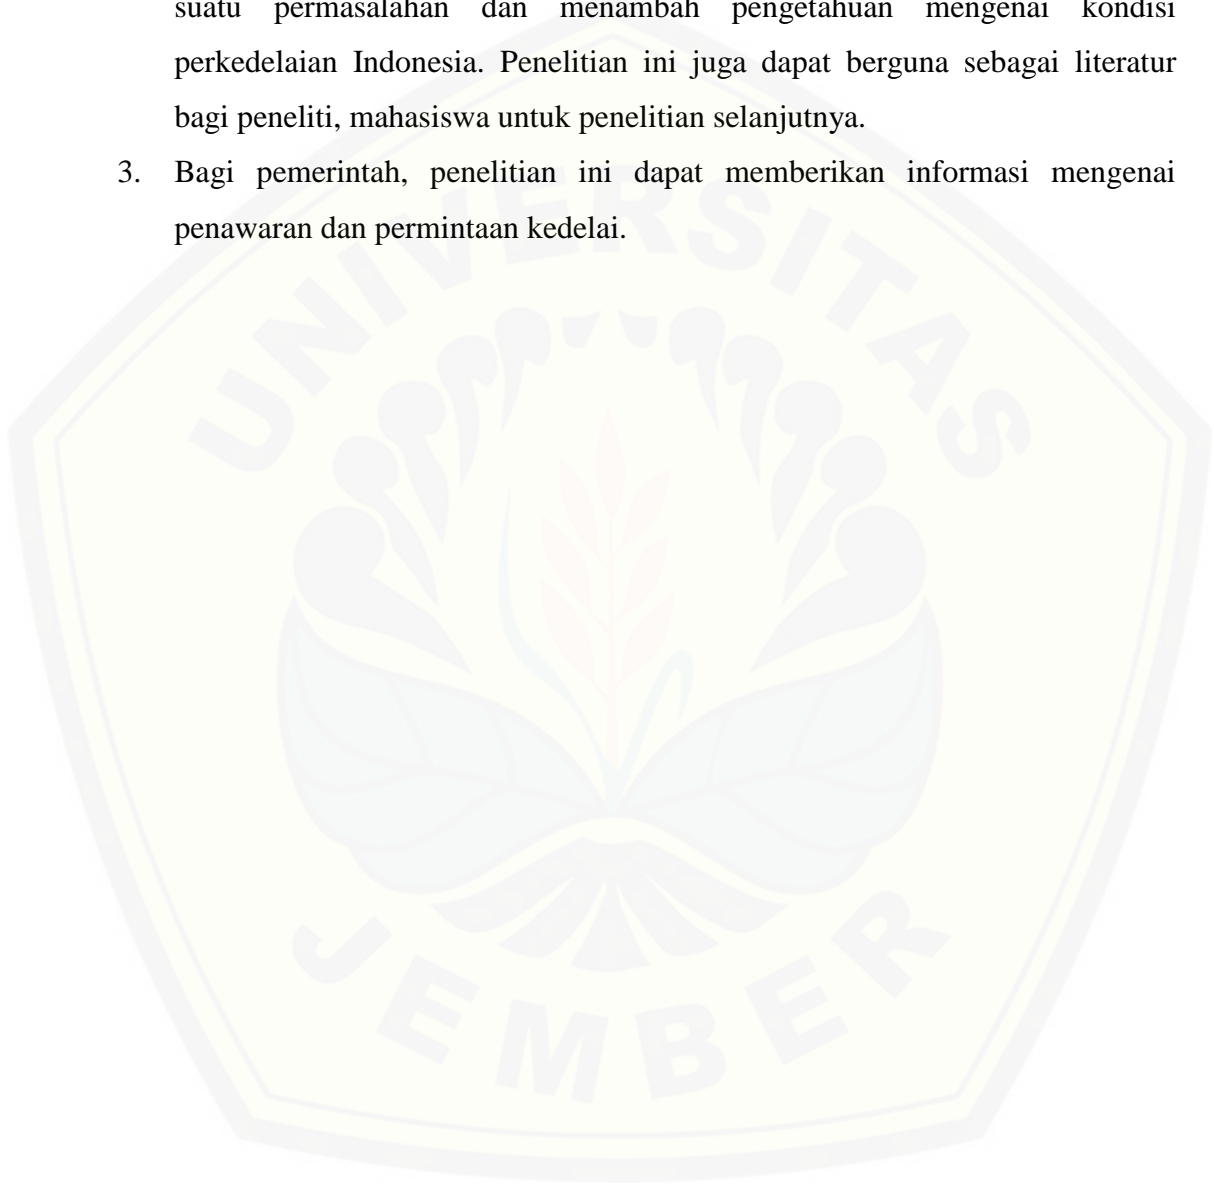 suatu permasalahan dan menambah pengetahuan mengenai kondisi
perkedelaian Indonesia. Penelitian ini juga dapat berguna sebagai literatur
bagi peneliti, mahasiswa untuk penelitian selanjutnya.
3. Bagi pemerintah, penelitian ini dapat memberikan informasi mengenai
penawaran dan permintaan kedelai.
UNIVERSITAS
JEMBER